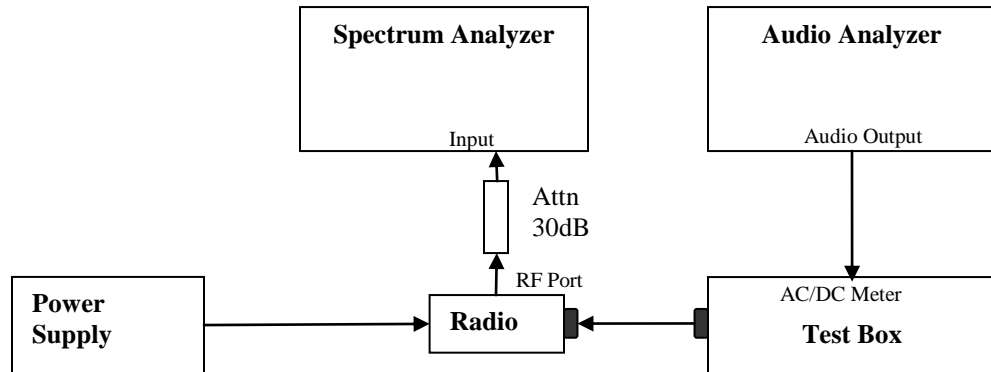 Spectrum Analyzer
Audio Analyzer
Input
Audio Output
Attn
30dB
RF Port
Power
Supply
Radio
AC/DC Meter
Test Box